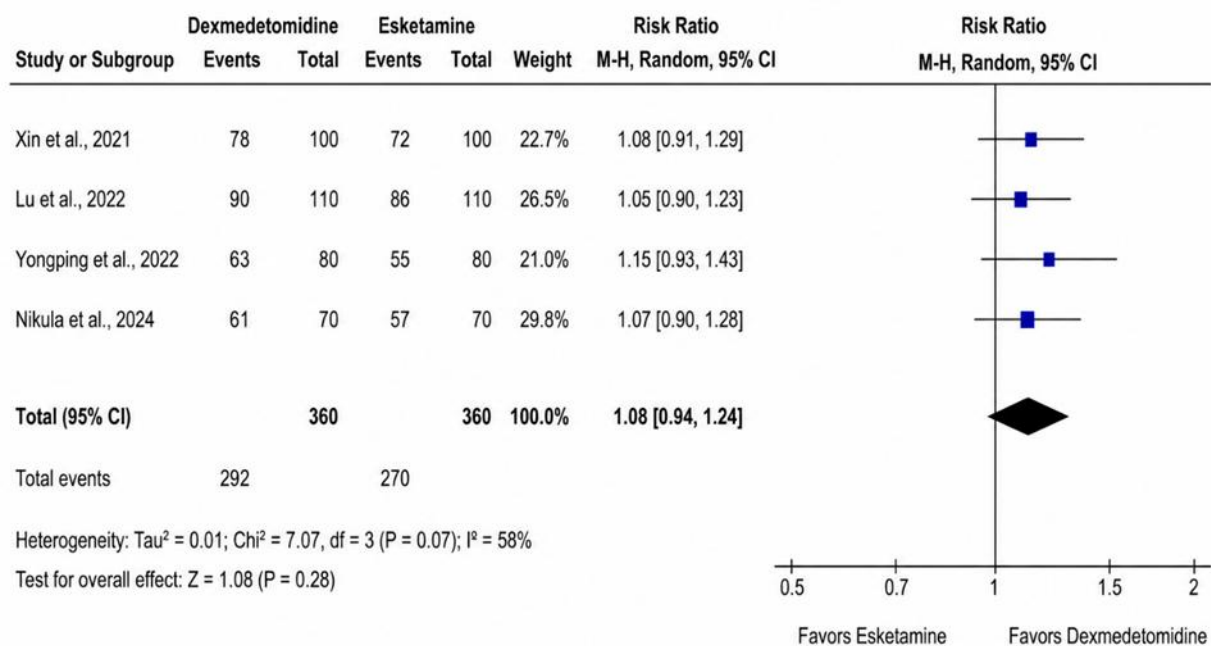 Dexmedetomidine Esketamine Risk Ratio Risk Ratio
Study or Subgroup Events Total Events Total Weight M-H, Random, 95% CI M-H, Random, 95% CI
Xin et al., 2021 78 100 72 100 22.7% 1.08 [0.91, 1.29]
Lu et al., 2022 90 110 86 110 26.5% 1.05 [0.90, 1.23]
Yongping et al., 2022 63 80 55 80 21.0% 1.15 [0.93, 1.43]
Nikula et al., 2024 61 70 57 70 29.8% 1.07 [0.90, 1.28]
Total (95% CI) 360 360 100.0% 1.08 [0.94, 1.24]
Total events 292 270
Heterogeneity: Tau² = 0.01; Chi² = 7.07, df = 3 (P = 0.07); Iº = 58%
Test for overall effect: Z = 1.08 (P = 0.28)
0.5 0.7 1 1.5 2
Favors Esketamine Favors Dexmedetomidine